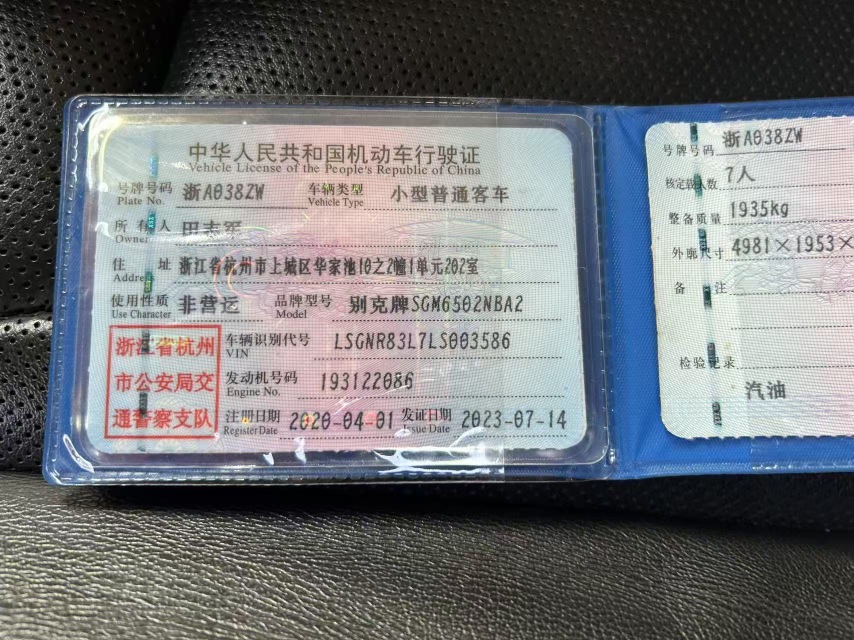 中华人民共和国机动车行驶证
Vehicle License of the People's Republic of China
号牌号码 浙A038ZW 车辆类型 小型普通客车
Plate No. Vehicle Type
所有人 田志军
Owner
住址 浙江省杭州市上城区华家池10之2幢1单元202室
Address
使用性质 非营运 品牌型号 别克牌SGM6502NBA2
Use Character Model
浙江省杭州
市公安局交
通警察支队
车辆识别代号 LSGNR83L7LS003586
VIN
发动机号码 193122086
Engine No.
注册日期 2020-04-01 发证日期 2023-07-14
Register Date Issue Date
号牌号码 浙A038ZW
核定载人数 7人
整备质量 1935kg
外廓尺寸 4981×1953×
备注
检验记录
汽油